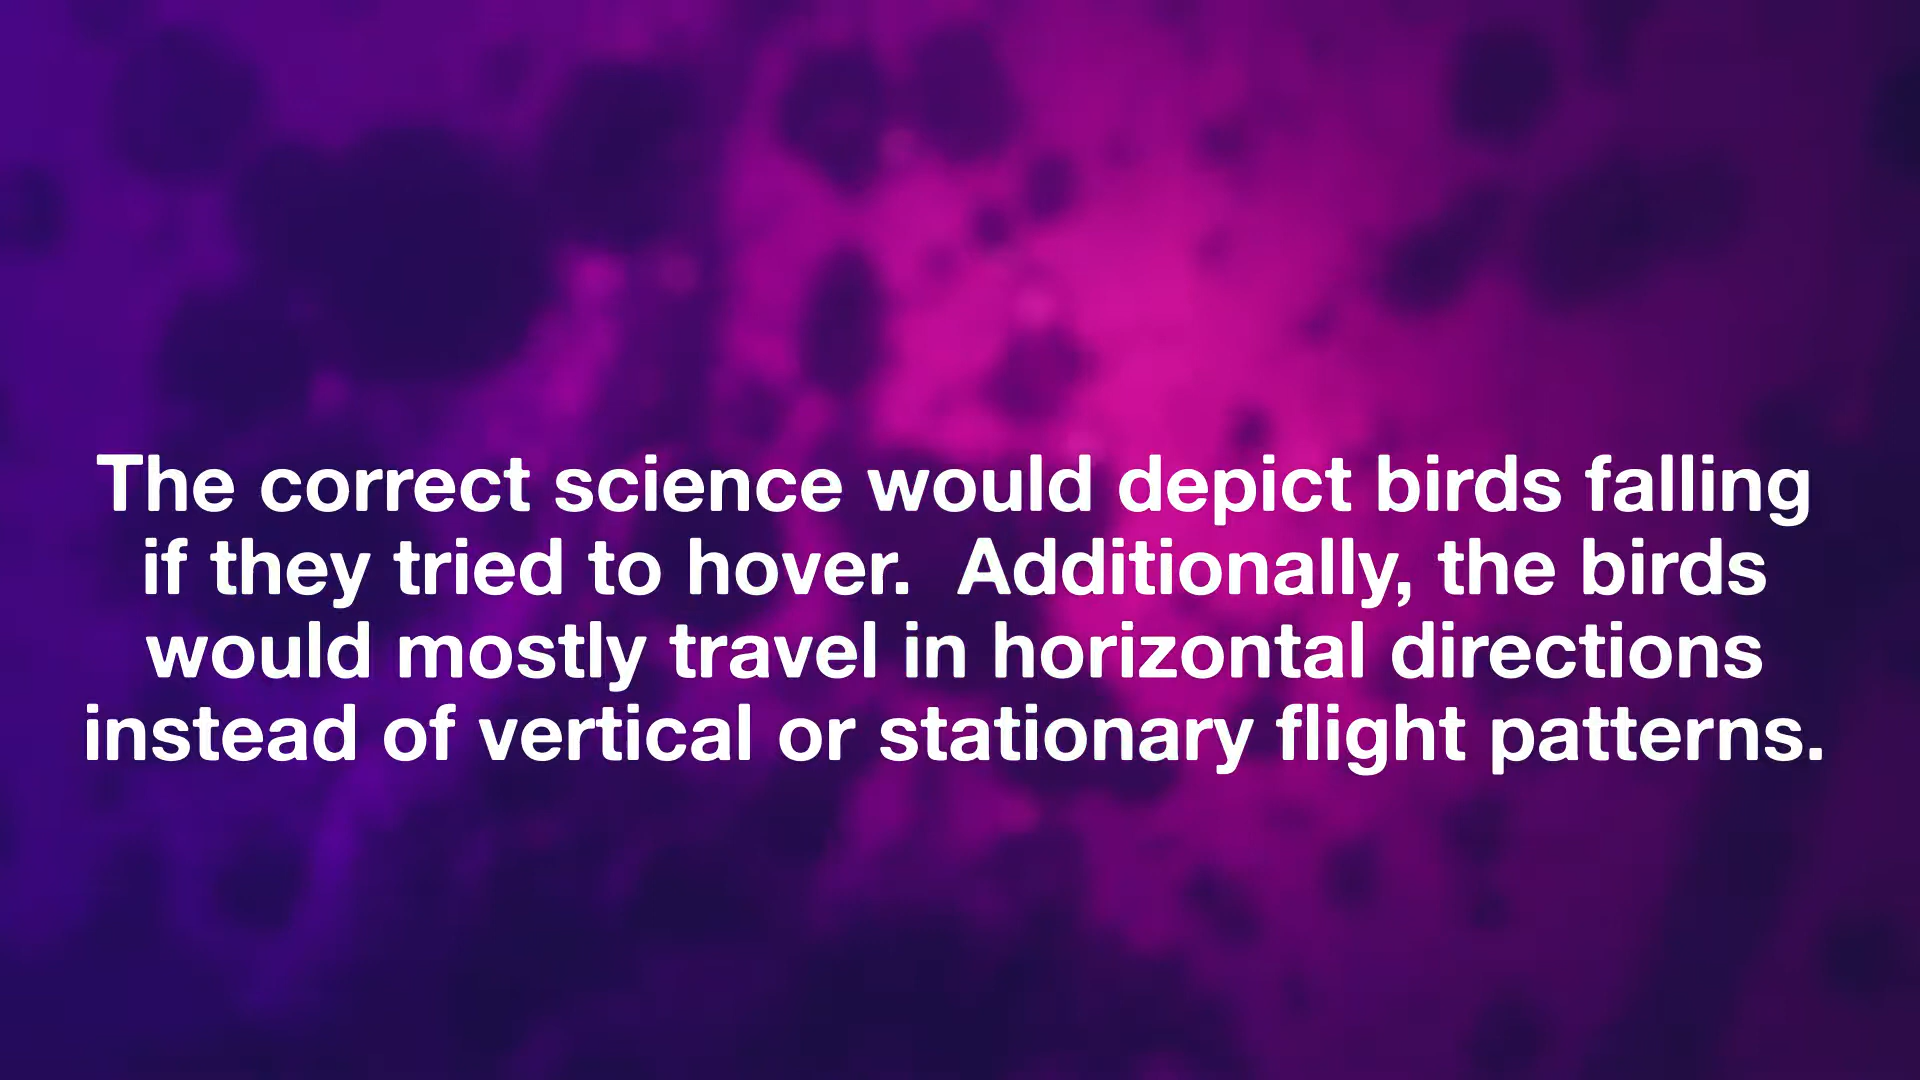 The correct science would depict birds falling
if they tried to hover.  Additionally, the birds
would mostly travel in horizontal directions
instead of vertical or stationary flight patterns.